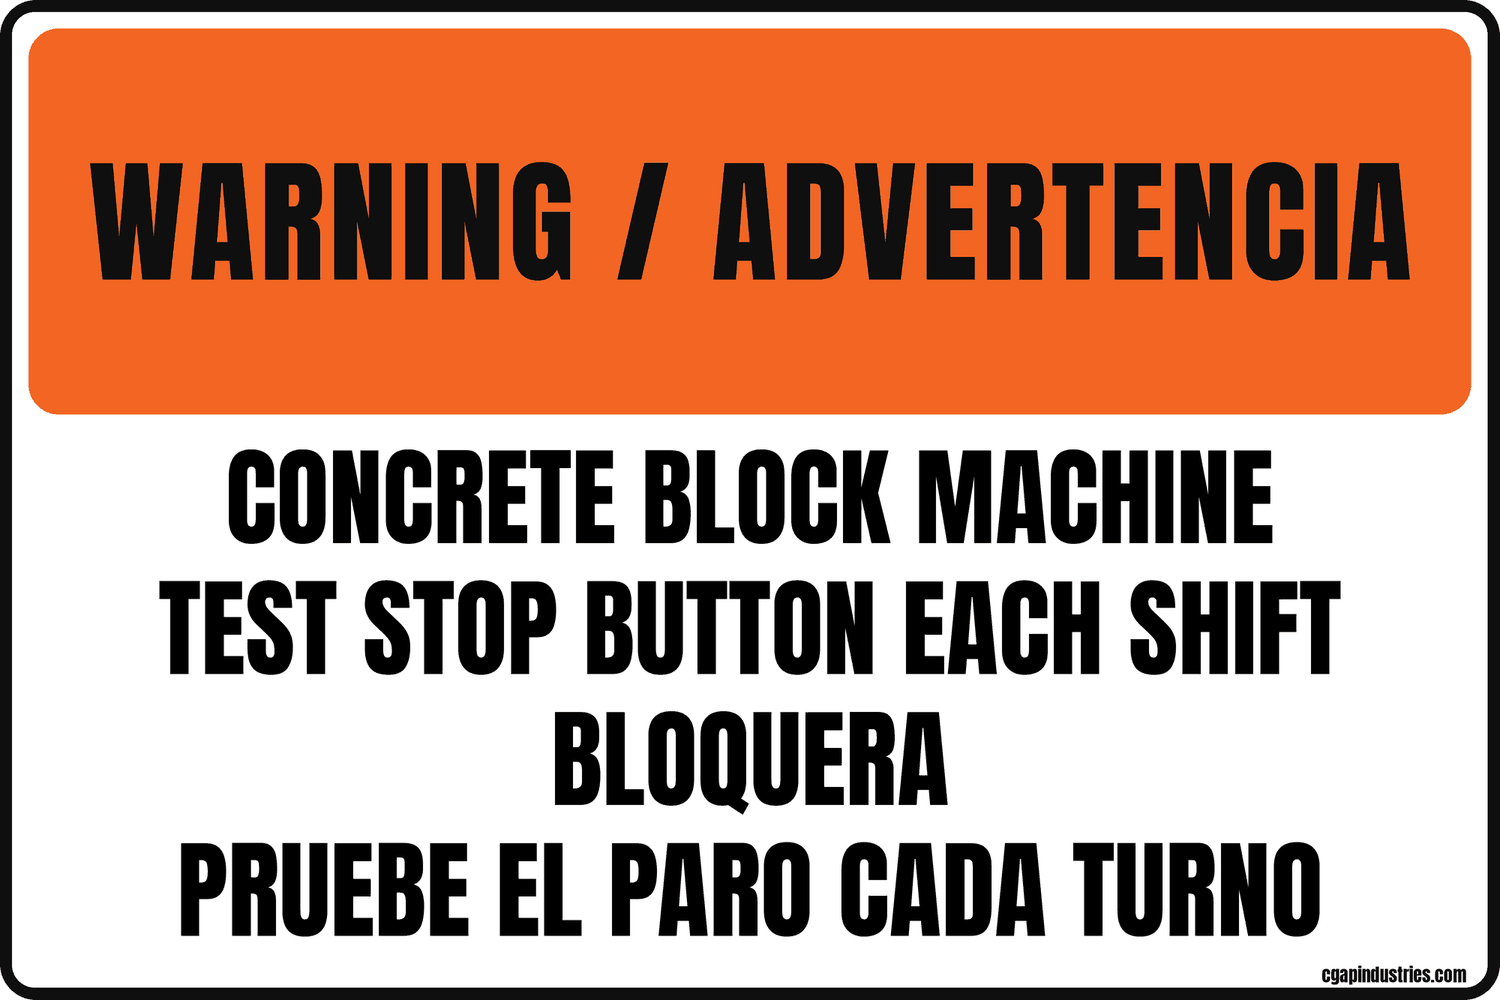 WARNING / ADVERTENCIA
CONCRETE BLOCK MACHINE
TEST STOP BUTTON EACH SHIFT
BLOQUERA
PRUEBE EL PARO CADA TURNO
cgapindustries.com